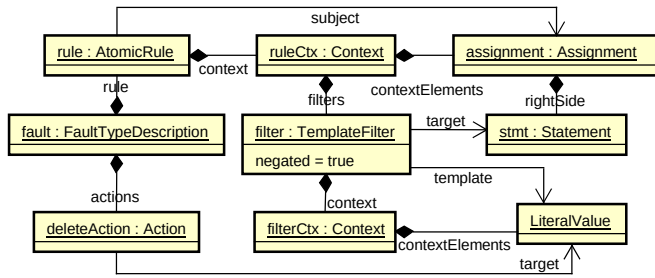 subject
rule : AtomicRule
ruleCtx : Context
assignment : Assignment
context
contextElements
rule
filters
rightSide
fault : FaultTypeDescription
filter : TemplateFilter
target
stmt : Statement
negated = true
template
actions
context
deleteAction : Action
filterCtx : Context
LiteralValue
contextElements
target